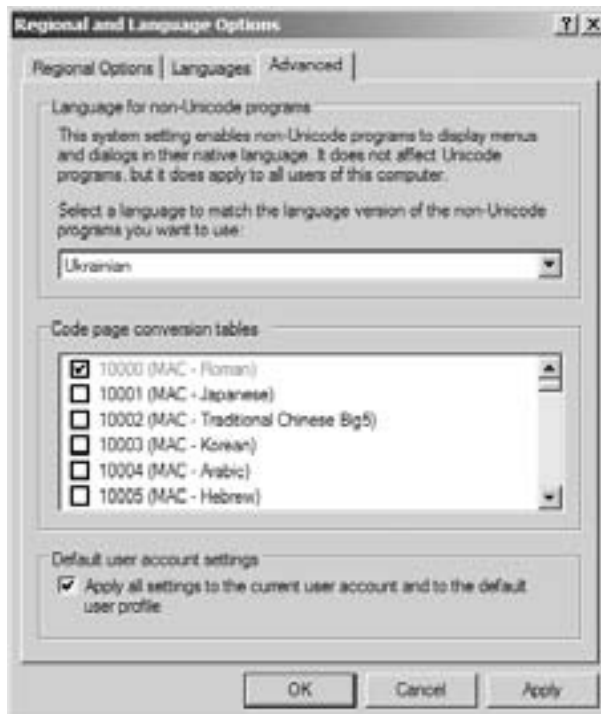 Regional and Language Options
Regional Options
Languages
Advanced
Language for non-Unicode programs
This system setting enables non-Unicode programs to display menus
and dialogs in their native language. It does not affect Unicode
programs, but it does apply to all users of this computer.
Select a language to match the language version of the non-Unicode
programs you want to use:
Ukrainian
Code page conversion tables
10000 (MAC - Roman)
10001 (MAC - Japanese)
10002 (MAC - Traditional Chinese Big5)
10003 (MAC - Korean)
10004 (MAC - Arabic)
10005 (MAC - Hebrew)
Default user account settings
Apply all settings to the current user account and to the default
user profile
OK
Cancel
Apply